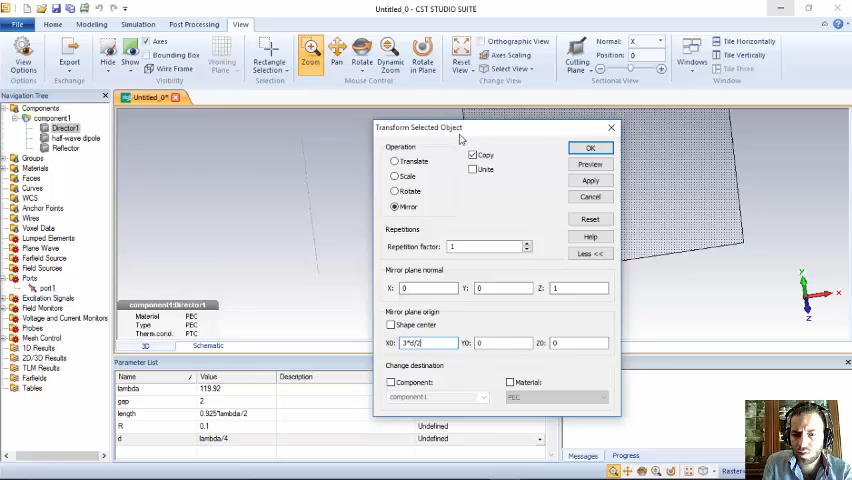 Untitled_0* - CST STUDIO SUITE
File
Home
Modeling
Simulation
Post Processing
View
View Options
Export
Hide
Show
Axes
Bounding Box
Wire Frame
Rectangle Selection
Working Plane
Zoom
Pan
Rotate
Dynamic Zoom
Rotate in Plane
Reset View
Orthographic View
Axes Scaling
Select View
Cutting Plane
Normal: X
Position: 0
Windows
Tile Horizontally
Tile Vertically
Exchange
Visibility
Selection
Mouse Control
Change View
Sectional View
Window
Navigation Tree
Untitled_0*
Components
component1
Director1
half-wave dipole
Reflector
Groups
Materials
Faces
Curves
WCS
Anchor Points
Wires
Voxel Data
Lumped Elements
Plane Wave
Farfield Sources
Field Sources
Ports
port1
Excitation Signals
Field Monitors
Voltage and Current Monitors
Probes
Mesh Control
1D Results
2D/3D Results
TLM Results
Farfields
Tables
Transform Selected Object
Operation
Translate
Scale
Rotate
Mirror
Copy
Unite
OK
Preview
Apply
Cancel
Reset
Help
Less <<
Repetitions
Repetition factor: 1
Mirror plane normal
X: 0 Y: 0 Z: 1
Mirror plane origin
Shape center
X0: 3*d/2 Y0: 0 Z0: 0
Change destination
Component:
component1
Material:
PEC
component1:Director1
Material PEC
Type PEC
Therm.cond. PTC
3D
Schematic
x
y
z
Parameter List
Name Value Description
lambda 119.92
gap 2
length 0.925*lambda/2
R 0.1 Undefined
d lambda/4 Undefined
Messages
Progress